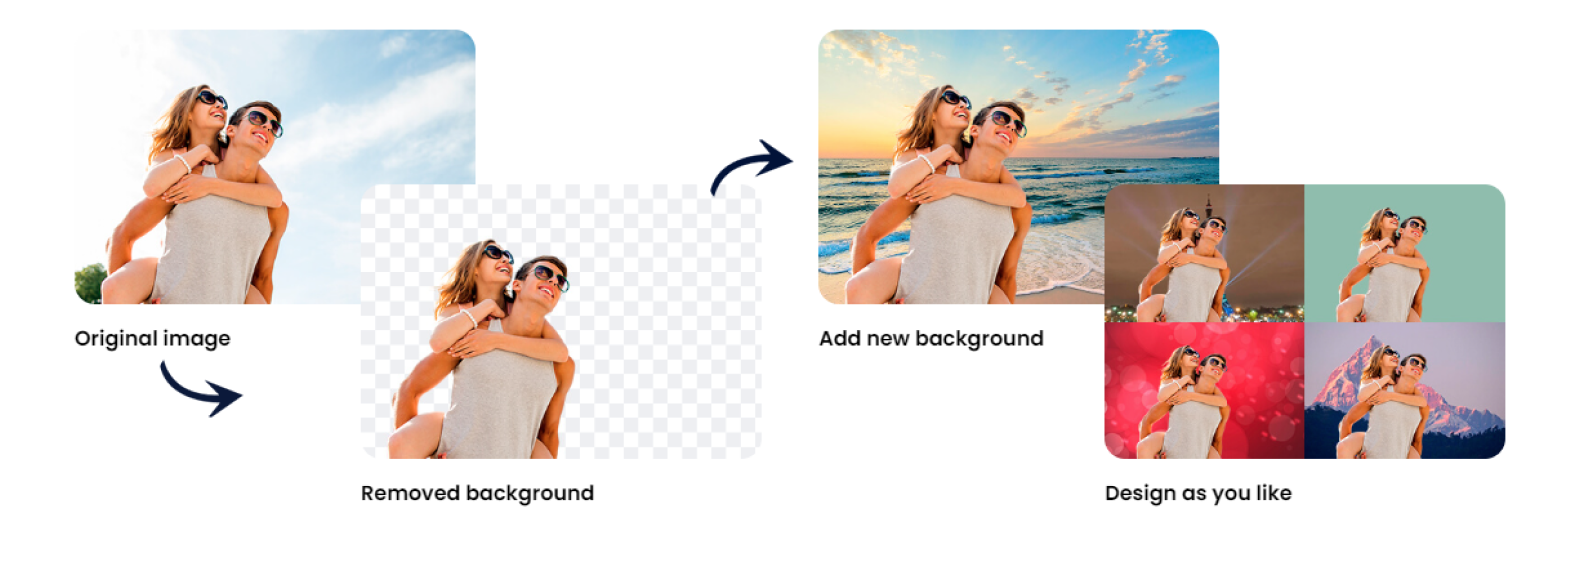 Original image
Removed background
Add new background
Design as you like